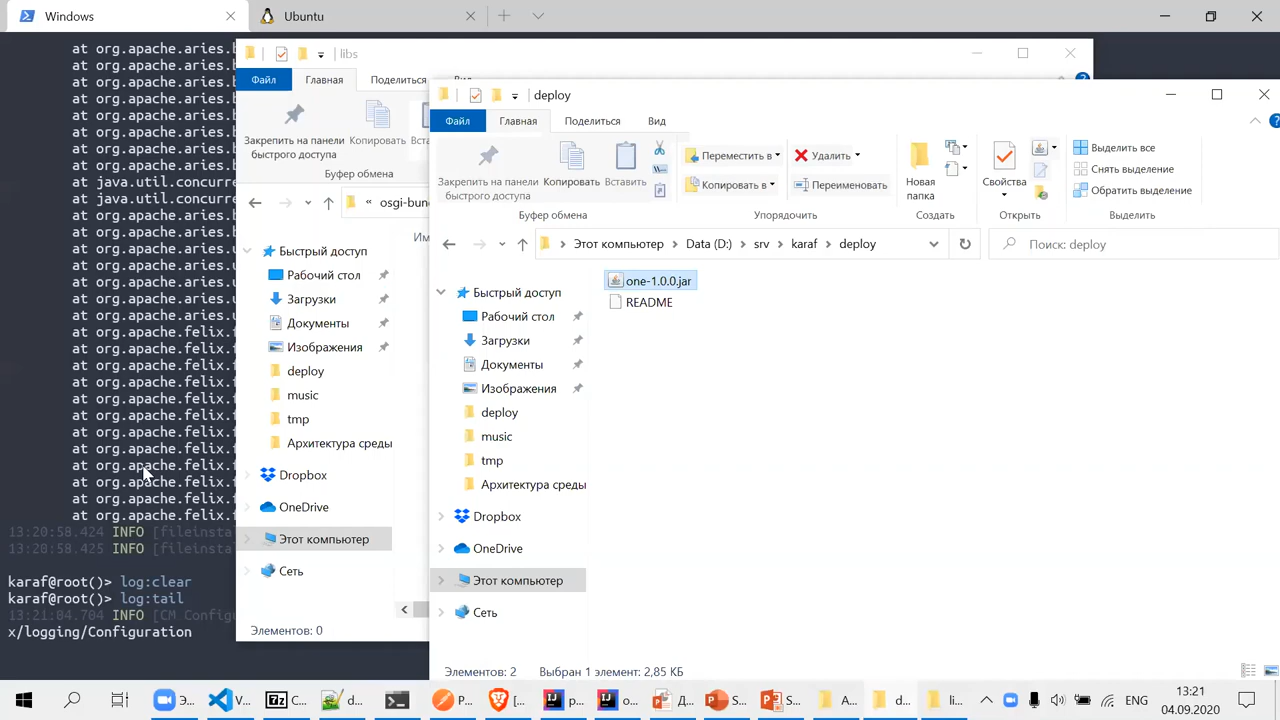 Windows
Ubuntu
at org.apache.aries.b
at org.apache.aries.b
at org.apache.aries.b
at org.apache.aries.b
at org.apache.aries.b
at org.apache.aries.b
at org.apache.aries.b
at org.apache.aries.b
at java.util.concurre
at java.util.concurre
at org.apache.aries.u
at org.apache.aries.u
at org.apache.aries.u
at org.apache.aries.u
at org.apache.aries.u
at org.apache.aries.u
at org.apache.aries.u
at org.apache.felix.f
at org.apache.felix.f
at org.apache.felix.f
at org.apache.felix.f
at org.apache.felix.f
at org.apache.felix.f
at org.apache.felix.f
at org.apache.felix.f
at org.apache.felix.f
at org.apache.felix.f
at org.apache.felix.f
at org.apache.felix.f
13:20:58.424 INFO [fileinsta
13:20:58.425 INFO [fileinsta
karaf@root()> log:clear
karaf@root()> log:tail
13:21:04.704 INFO [CM Configu
x/logging/Configuration
libs
Файл Главная Поделиться Вид
Закрепить на панели
быстрого доступа
Копировать
Вста
Буфер обмена
« osgi-bun
Им
Быстрый доступ
Рабочий стол
Загрузки
Документы
Изображения
deploy
music
tmp
Архитектура среды
Dropbox
OneDrive
Этот компьютер
Сеть
Элементов: 0
deploy
Файл Главная Поделиться Вид
Закрепить на панели
быстрого доступа
Копировать
Вставить
Буфер обмена
Переместить в
Копировать в
Удалить
Переименовать
Упорядочить
Новая
папка
Создать
Свойства
Открыть
Выделить все
Снять выделение
Обратить выделение
Выделить
Этот компьютер > Data (D:) > srv > karaf > deploy
Поиск: deploy
Быстрый доступ
Рабочий стол
Загрузки
Документы
Изображения
deploy
music
tmp
Архитектура среды
Dropbox
OneDrive
Этот компьютер
Сеть
one-1.0.0.jar
README
Элементов: 2 Выбран 1 элемент: 2,85 КБ
Э...
V...
C...
d...
P...
[...
p...
o...
Д...
S...
S...
A...
d...
li...
ENG
13:21
04.09.2020